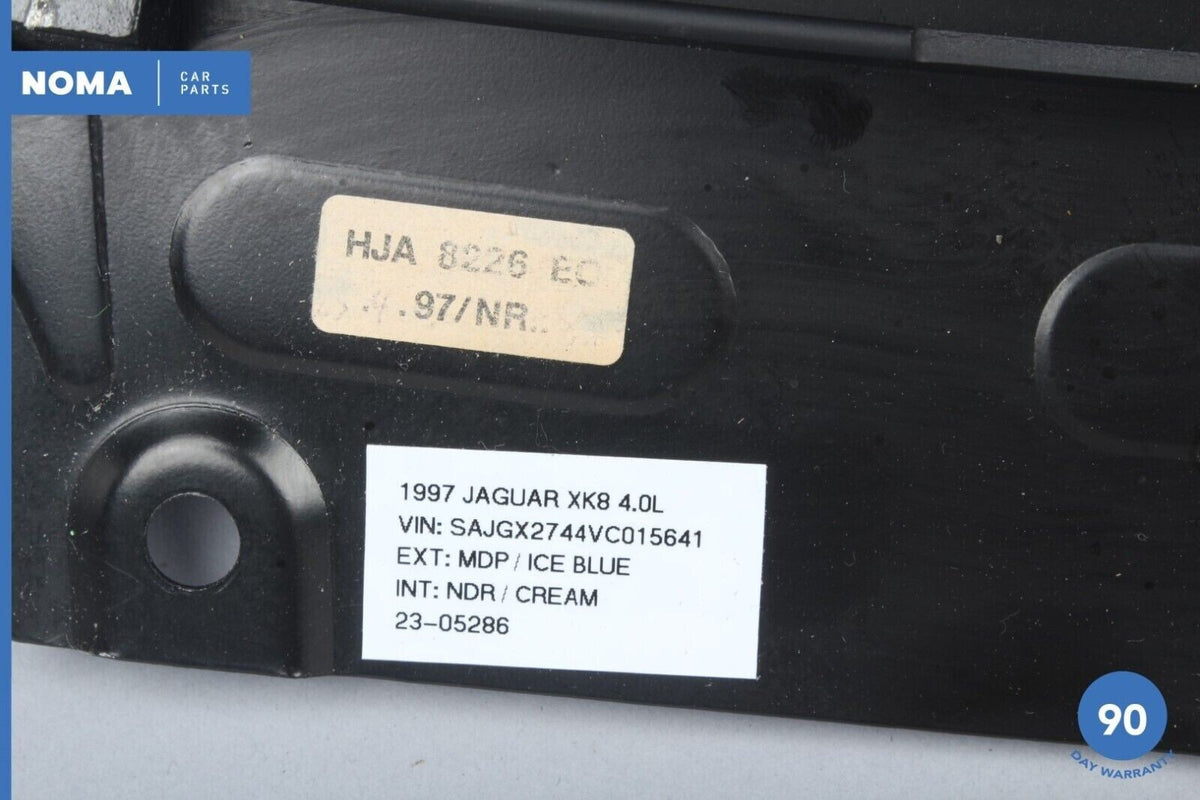 NOMA
CAR
PARTS
HJA 8226 EC
.97/NR..
1997 JAGUAR XK8 4.0L
VIN: SAJGX2744VC015641
EXT: MDP / ICE BLUE
INT: NDR / CREAM
23-05286
90
DAY WARRANTY